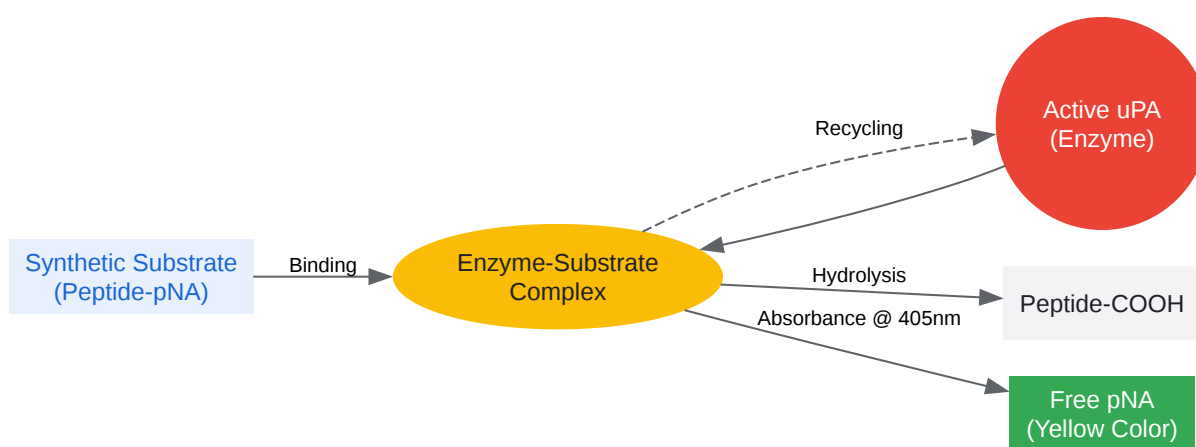 Active uPA
(Enzyme)
Recycling
Synthetic Substrate
(Peptide-pNA)
Binding
Enzyme-Substrate
Complex
Hydrolysis
Peptide-COOH
Absorbance @ 405nm
Free pNA
(Yellow Color)